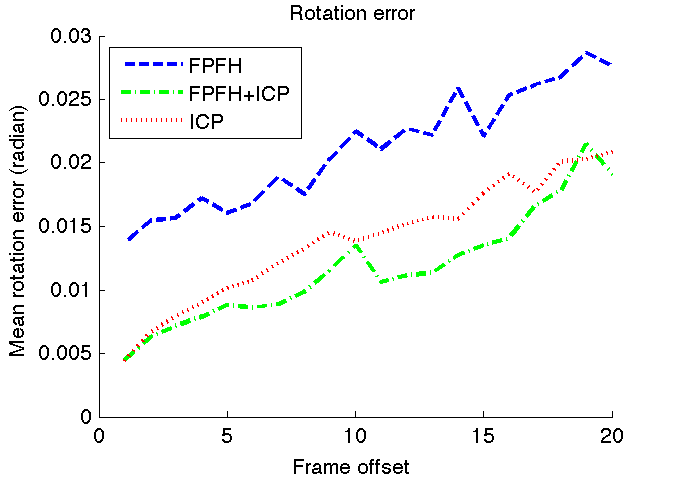 Rotation error
0.03
0.025
0.02
0.015
0.01
0.005
0
Mean rotation error (radian)
FPFH
FPFH+ICP
ICP
0 5 10 15 20
Frame offset